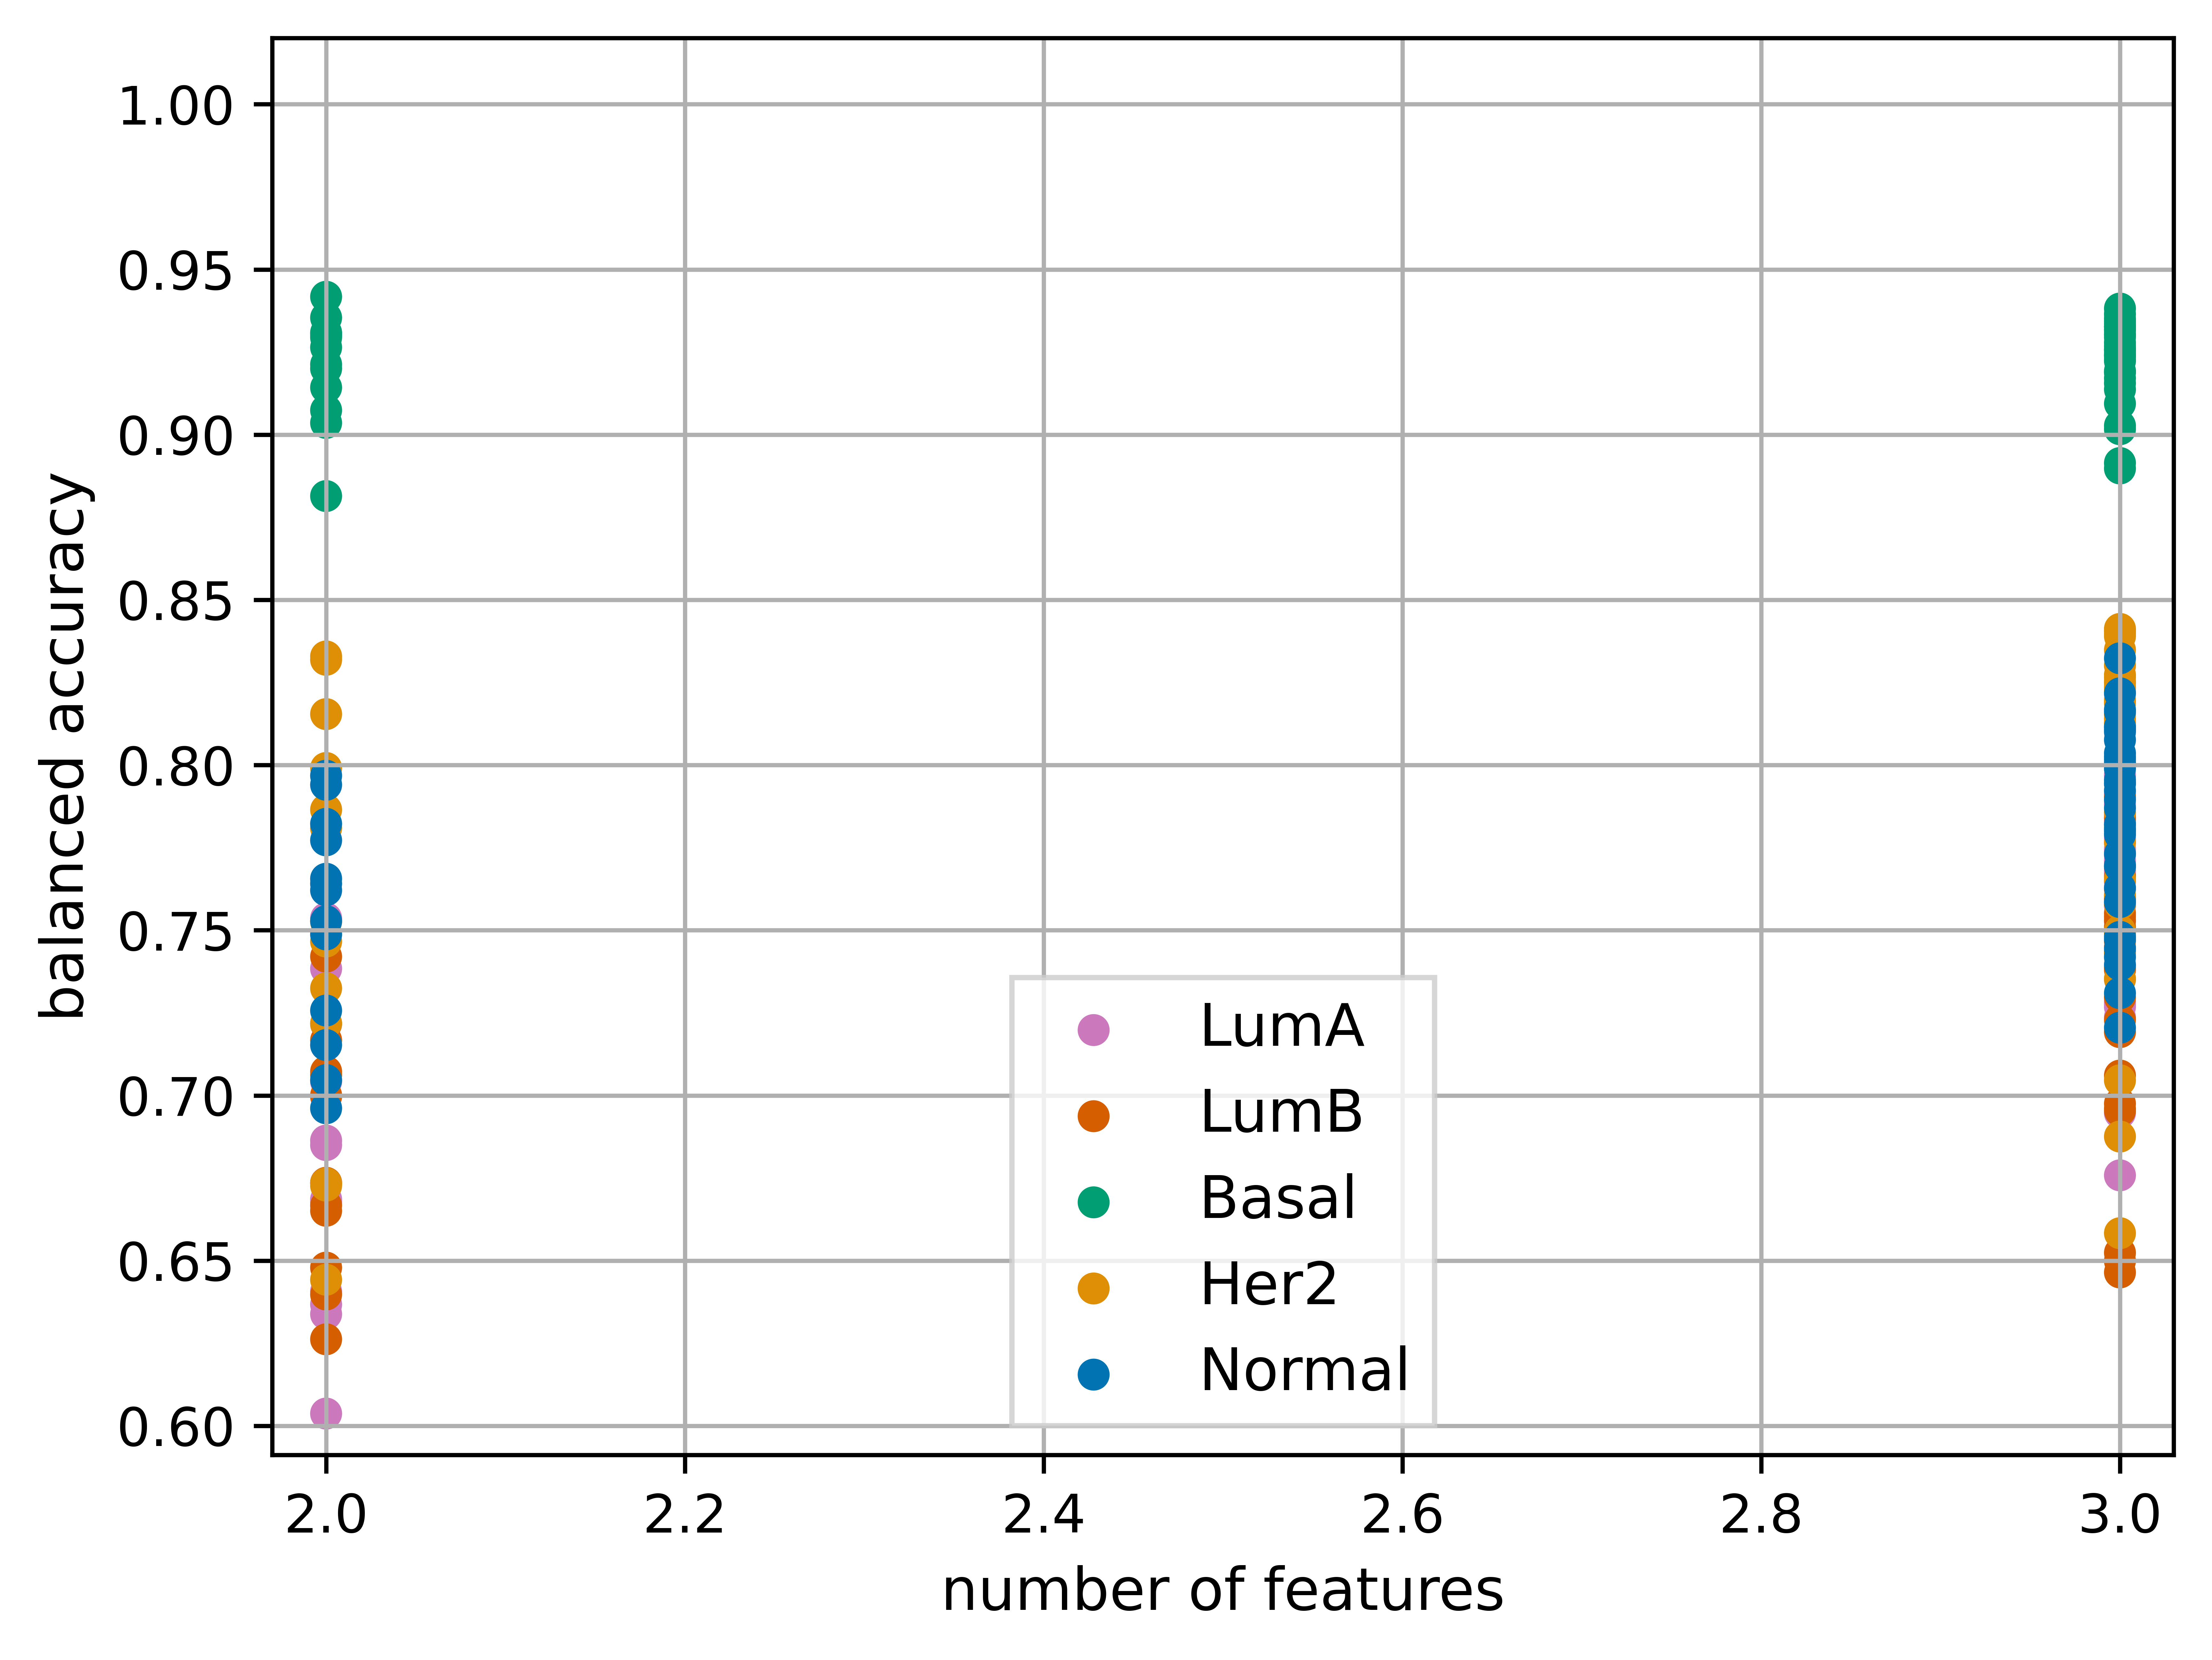 1.00
0.95
0.90
0.85
0.80
0.75
0.70
0.65
0.60
balanced accuracy
LumA
LumB
Basal
Her2
Normal
2.0 2.2 2.4 2.6 2.8 3.0
number of features